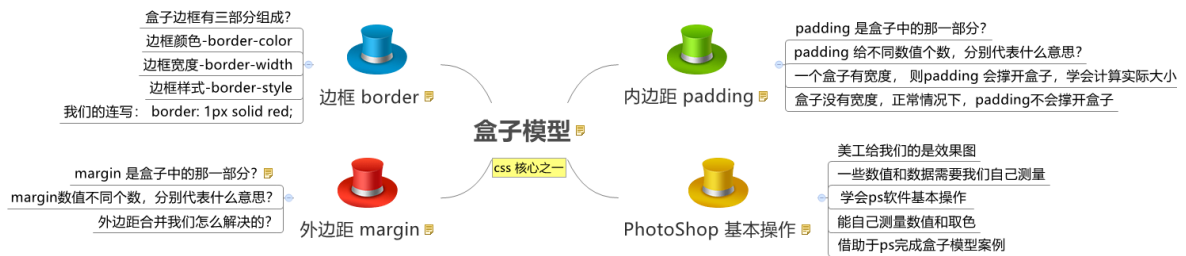 盒子边框有三部分组成？
边框颜色-border-color
边框宽度-border-width
边框样式-border-style
我们的连写： border: 1px solid red;
边框 border
margin 是盒子中的那一部分？
margin数值不同个数，分别代表什么意思？
外边距合并我们怎么解决的？
外边距 margin
盒子模型
css 核心之一
内边距 padding
padding 是盒子中的那一部分？
padding 给不同数值个数，分别代表什么意思？
一个盒子有宽度， 则padding 会撑开盒子，学会计算实际大小
盒子没有宽度，正常情况下，padding不会撑开盒子
PhotoShop 基本操作
美工给我们的是效果图
一些数值和数据需要我们自己测量
学会ps软件基本操作
能自己测量数值和取色
借助于ps完成盒子模型案例